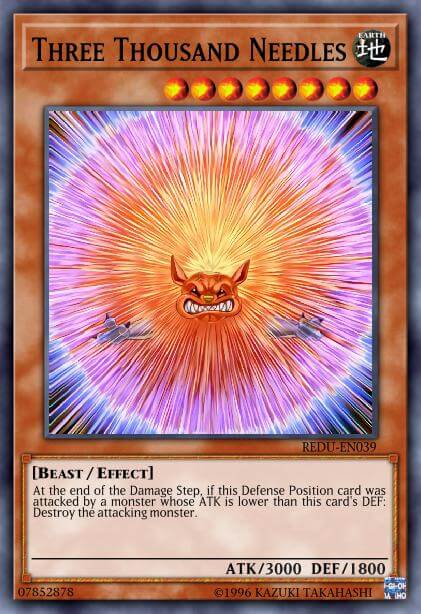 THREE THOUSAND NEEDLES
EARTH
地
REDU-EN039
[BEAST / EFFECT]
At the end of the Damage Step, if this Defense Position card was
attacked by a monster whose ATK is lower than this card's DEF:
Destroy the attacking monster.
ATK/3000 DEF/1800
07852878
©1996 KAZUKI TAKAHASHI